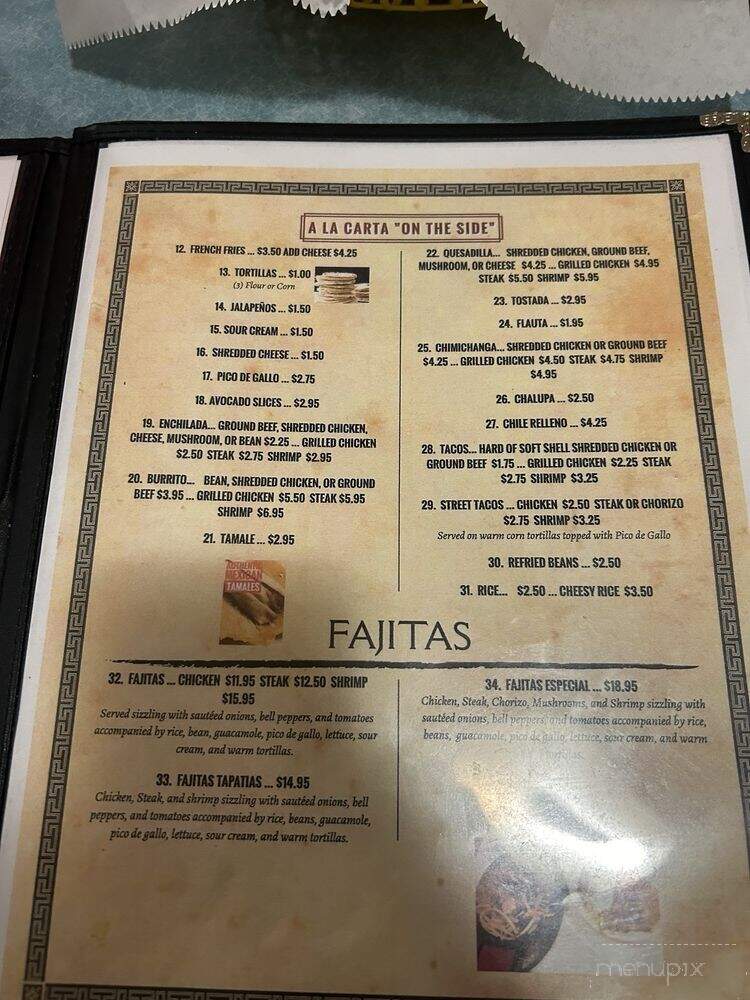 A LA CARTA "ON THE SIDE"
12. FRENCH FRIES ... $3.50 ADD CHEESE $4.25
13. TORTILLAS ... $1.00
(3) Flour or Corn
14. JALAPEÑOS ... $1.50
15. SOUR CREAM ... $1.50
16. SHREDDED CHEESE ... $1.50
17. PICO DE GALLO ... $2.75
18. AVOCADO SLICES ... $2.95
19. ENCHILADA... GROUND BEEF, SHREDDED CHICKEN,
CHEESE, MUSHROOM, OR BEAN $2.25 ... GRILLED CHICKEN
$2.50 STEAK $2.75 SHRIMP $2.95
20. BURRITO... BEAN, SHREDDED CHICKEN, OR GROUND
BEEF $3.95 ... GRILLED CHICKEN $5.50 STEAK $5.95
SHRIMP $6.95
21. TAMALE ... $2.95
AUTHENTIC
MEXICAN
TAMALES
22. QUESADILLA... SHREDDED CHICKEN, GROUND BEEF,
MUSHROOM, OR CHEESE $4.25 ... GRILLED CHICKEN $4.95
STEAK $5.50 SHRIMP $5.95
23. TOSTADA ... $2.95
24. FLAUTA ... $1.95
25. CHIMICHANGA... SHREDDED CHICKEN OR GROUND BEEF
$4.25 ... GRILLED CHICKEN $4.50 STEAK $4.75 SHRIMP
$4.95
26. CHALUPA ... $2.50
27. CHILE RELLENO ... $4.25
28. TACOS... HARD OF SOFT SHELL SHREDDED CHICKEN OR
GROUND BEEF $1.75 ... GRILLED CHICKEN $2.25 STEAK
$2.75 SHRIMP $3.25
29. STREET TACOS ... CHICKEN $2.50 STEAK OR CHORIZO
$2.75 SHRIMP $3.25
Served on warm corn tortillas topped with Pico de Gallo
30. REFRIED BEANS ... $2.50
31. RICE... $2.50 ... CHEESY RICE $3.50
FAJITAS
32. FAJITAS ... CHICKEN $11.95 STEAK $12.50 SHRIMP
$15.95
Served sizzling with sautéed onions, bell peppers, and tomatoes
accompanied by rice, bean, guacamole, pico de gallo, lettuce, sour
cream, and warm tortillas.
33. FAJITAS TAPATIAS ... $14.95
Chicken, Steak, and shrimp sizzling with sautéed onions, bell
peppers, and tomatoes accompanied by rice, beans, guacamole,
pico de gallo, lettuce, sour cream, and warm tortillas.
34. FAJITAS ESPECIAL ... $18.95
Chicken, Steak, Chorizo, Mushrooms, and Shrimp sizzling with
sautéed onions, bell peppers, and tomatoes accompanied by rice,
beans, guacamole, pico de gallo, lettuce, sour cream, and warm
tortillas.
menupix